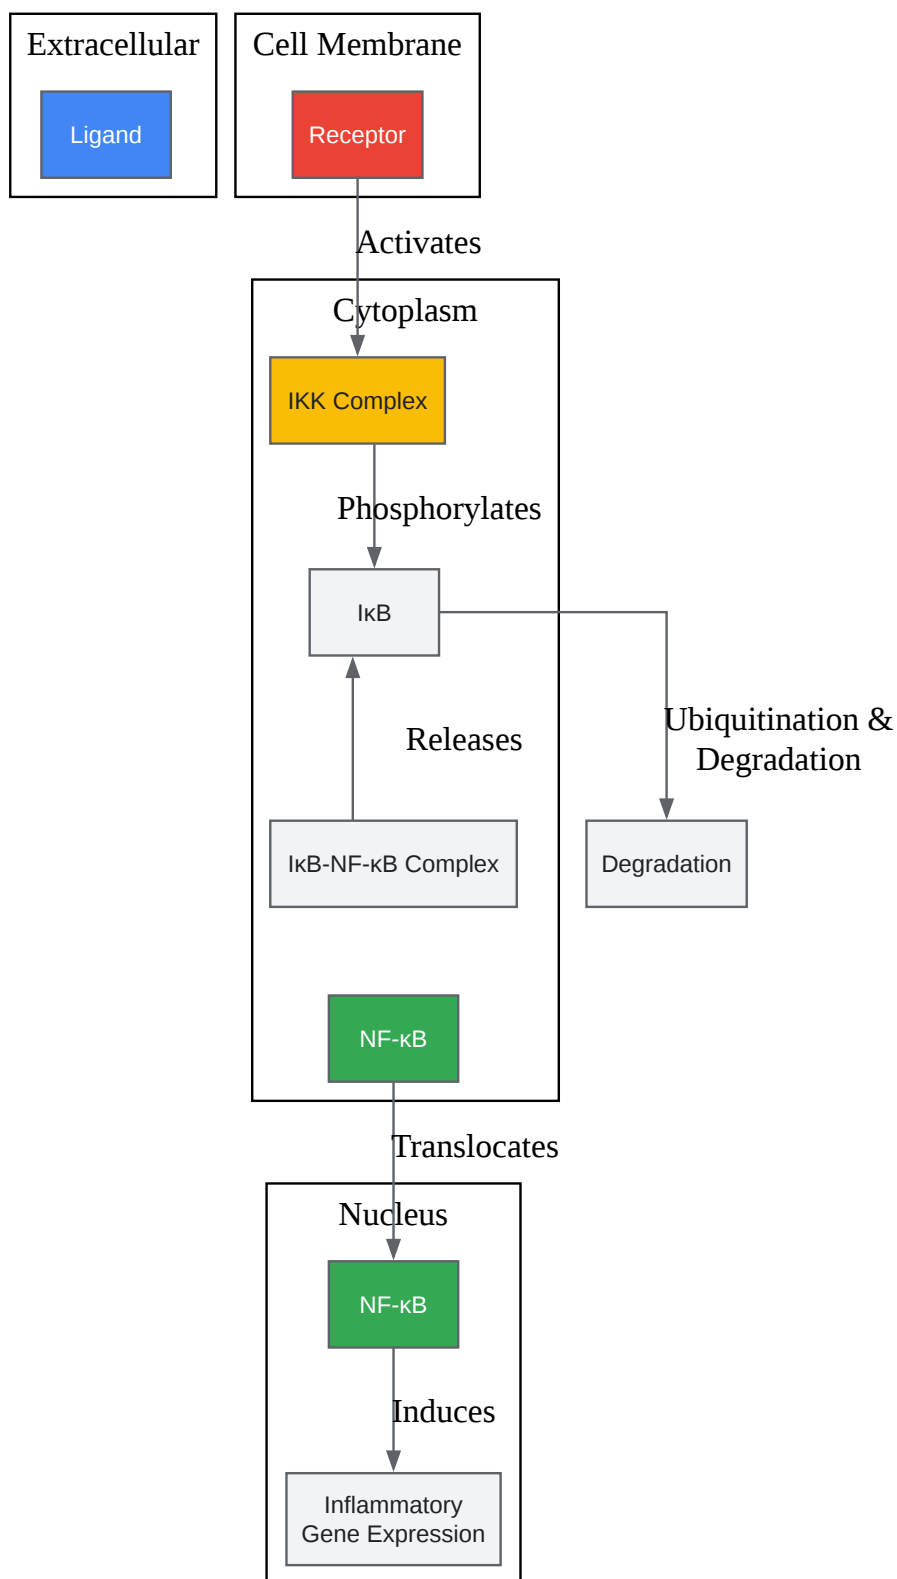 Extracellular
Cell Membrane
Ligand
Receptor
Activates
Cytoplasm
IKK Complex
Phosphorylates
IκB
Ubiquitination &
Degradation
Releases
IκB-NF-κB Complex
Degradation
NF-κB
Translocates
Nucleus
NF-κB
Induces
Inflammatory
Gene Expression